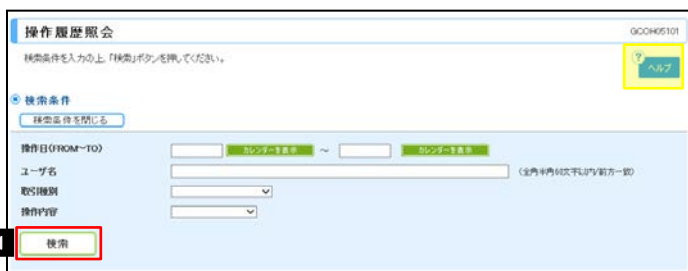 操作履歴照会 GCOH05101
検索条件を入力の上、「検索」ボタンを押してください。
? ヘルプ
検索条件
検索条件を閉じる
操作日(FROM~TO) カレンダーを表示 ~ カレンダーを表示
ユーザ名 (全角半角60文字以内/前方一致)
取引種別
操作内容
1 検索